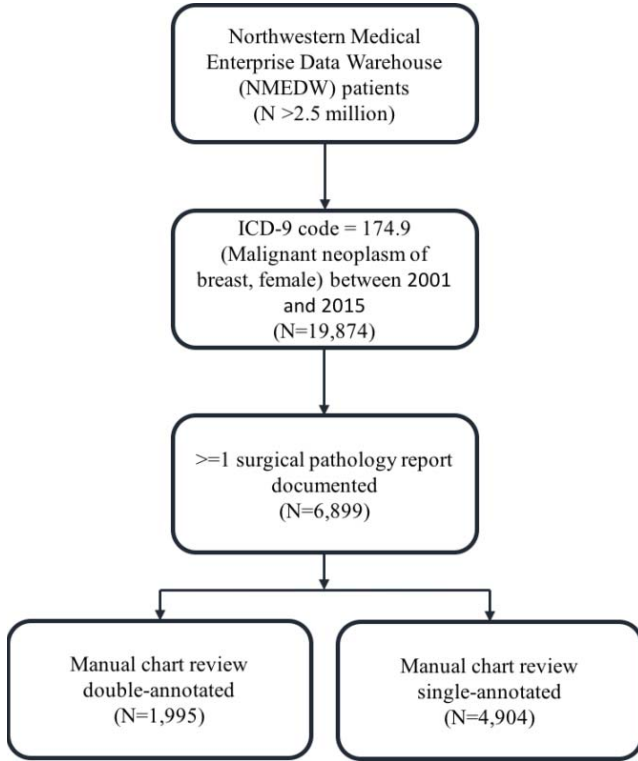 Northwestern Medical
Enterprise Data Warehouse
(NMEDW) patients
(N >2.5 million)
ICD-9 code = 174.9
(Malignant neoplasm of
breast, female) between 2001
and 2015
(N=19,874)
>=1 surgical pathology report
documented
(N=6,899)
Manual chart review
double-annotated
(N=1,995)
Manual chart review
single-annotated
(N=4,904)